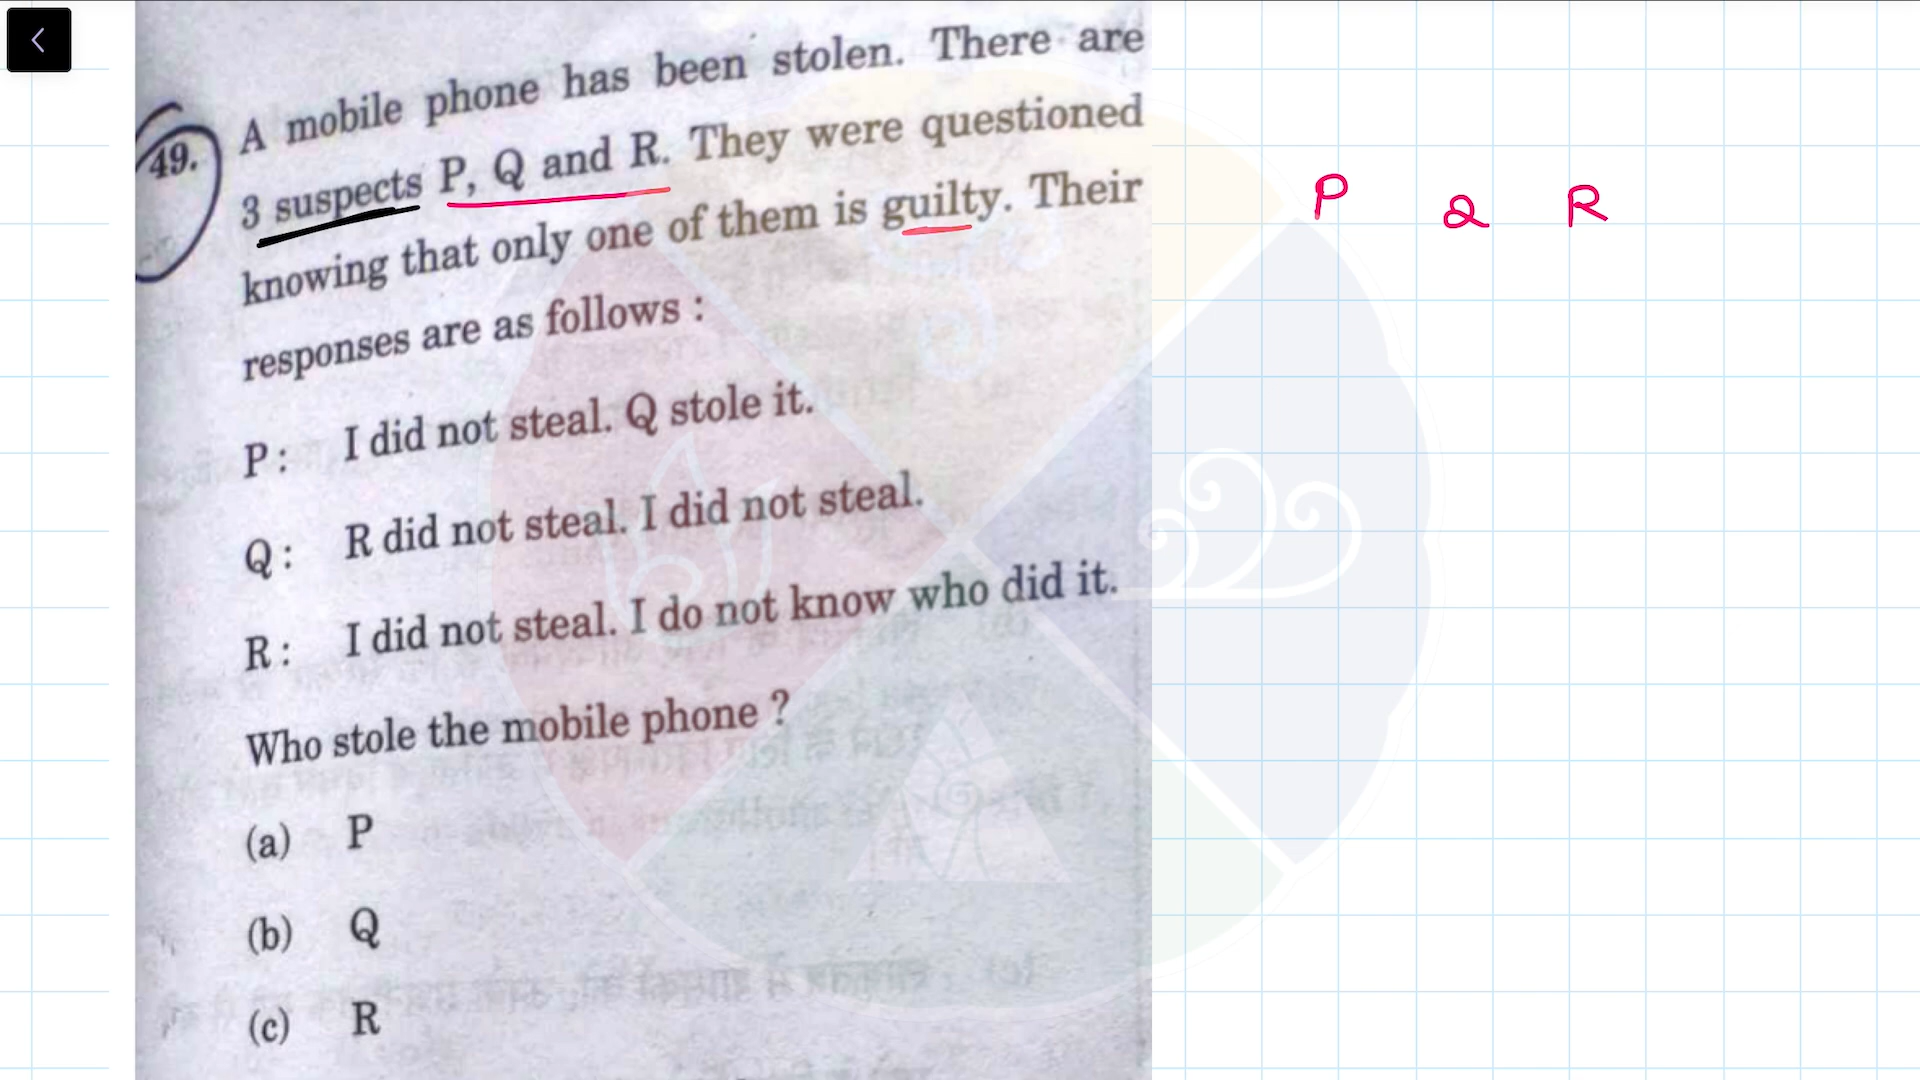 49. A mobile phone has been stolen. There are
3 suspects P, Q and R. They were questioned
knowing that only one of them is guilty. Their
responses are as follows :
P : I did not steal. Q stole it.
Q : R did not steal. I did not steal.
R : I did not steal. I do not know who did it.
Who stole the mobile phone ?
(a) P
(b) Q
(c) R
P Q R